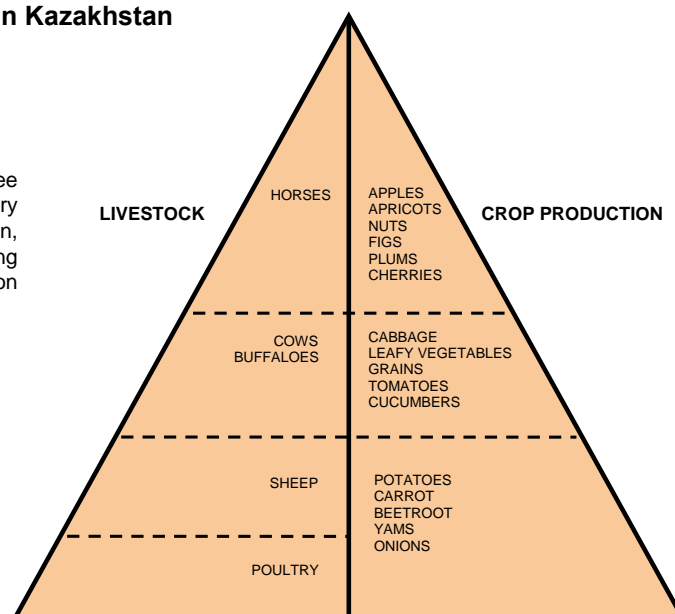 n Kazakhstan
ee
ry
n,
ng
on
LIVESTOCK
HORSES
APPLES
APRICOTS
NUTS
FIGS
PLUMS
CHERRIES
CROP PRODUCTION
COWS
BUFFALOES
CABBAGE
LEAFY VEGETABLES
GRAINS
TOMATOES
CUCUMBERS
SHEEP
POTATOES
CARROT
BEETROOT
YAMS
ONIONS
POULTRY